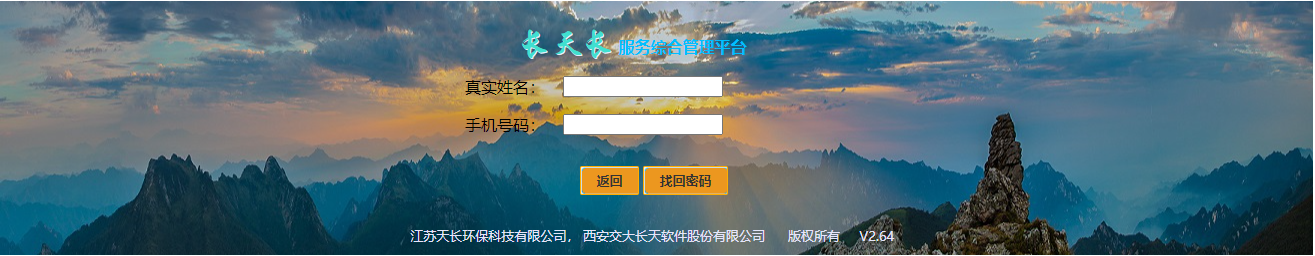 长天长 服务综合管理平台
真实姓名：
手机号码：
返回 找回密码
江苏天长环保科技有限公司， 西安交大长天软件股份有限公司 版权所有 V2.64